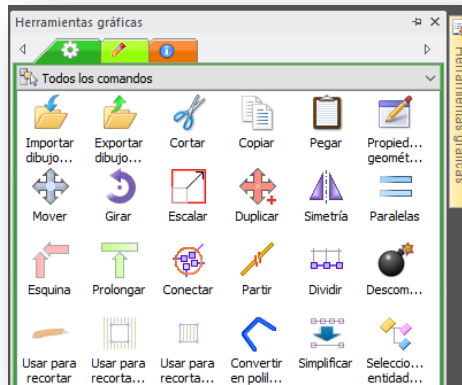 Herramientas gráficas
Todos los comandos
Importar dibujo...
Exportar dibujo...
Cortar
Copiar
Pegar
Propied... geomét...
Mover
Girar
Escalar
Duplicar
Simetría
Paralelas
Esquina
Prolongar
Conectar
Partir
Dividir
Descom...
Usar para recortar
Usar para recorta...
Usar para recorta...
Convertir en polil...
Simplificar
Seleccio... entidad...
Herramientas gráficas